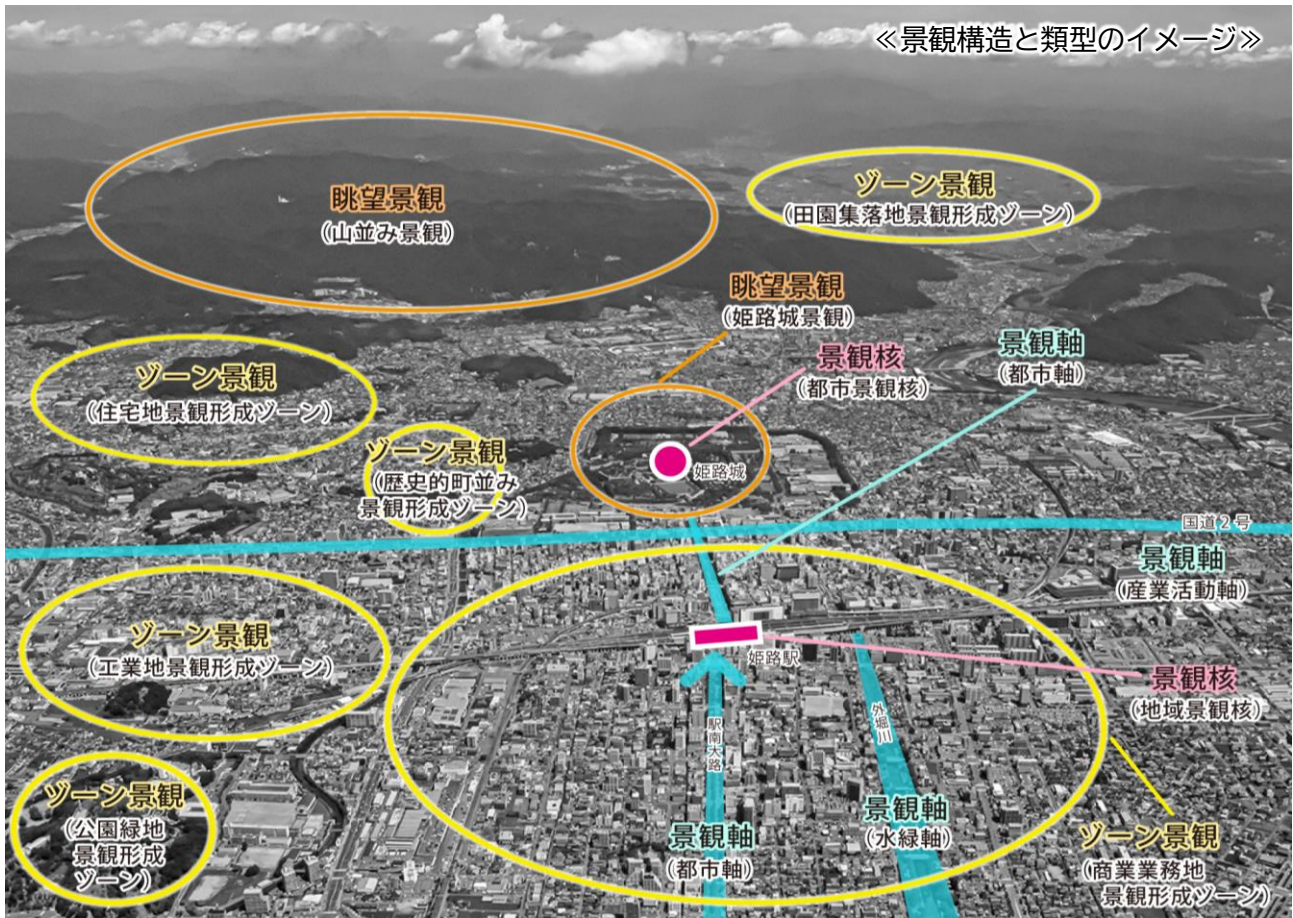 ≪景観構造と類型のイメージ≫
眺望景観
(山並み景観)
ゾーン景観
(田園集落地景観形成ゾーン)
眺望景観
(姫路城景観)
景観核
(都市景観核)
景観軸
(都市軸)
ゾーン景観
(住宅地景観形成ゾーン)
ゾーン景観
(歴史的町並み
景観形成ゾーン)
姫路城
国道2号
景観軸
(産業活動軸)
ゾーン景観
(工業地景観形成ゾーン)
姫路駅
景観核
(地域景観核)
駅南大路
外堀川
ゾーン景観
(公園緑地
景観形成
ゾーン)
景観軸
(都市軸)
景観軸
(水緑軸)
ゾーン景観
(商業業務地
景観形成ゾーン)